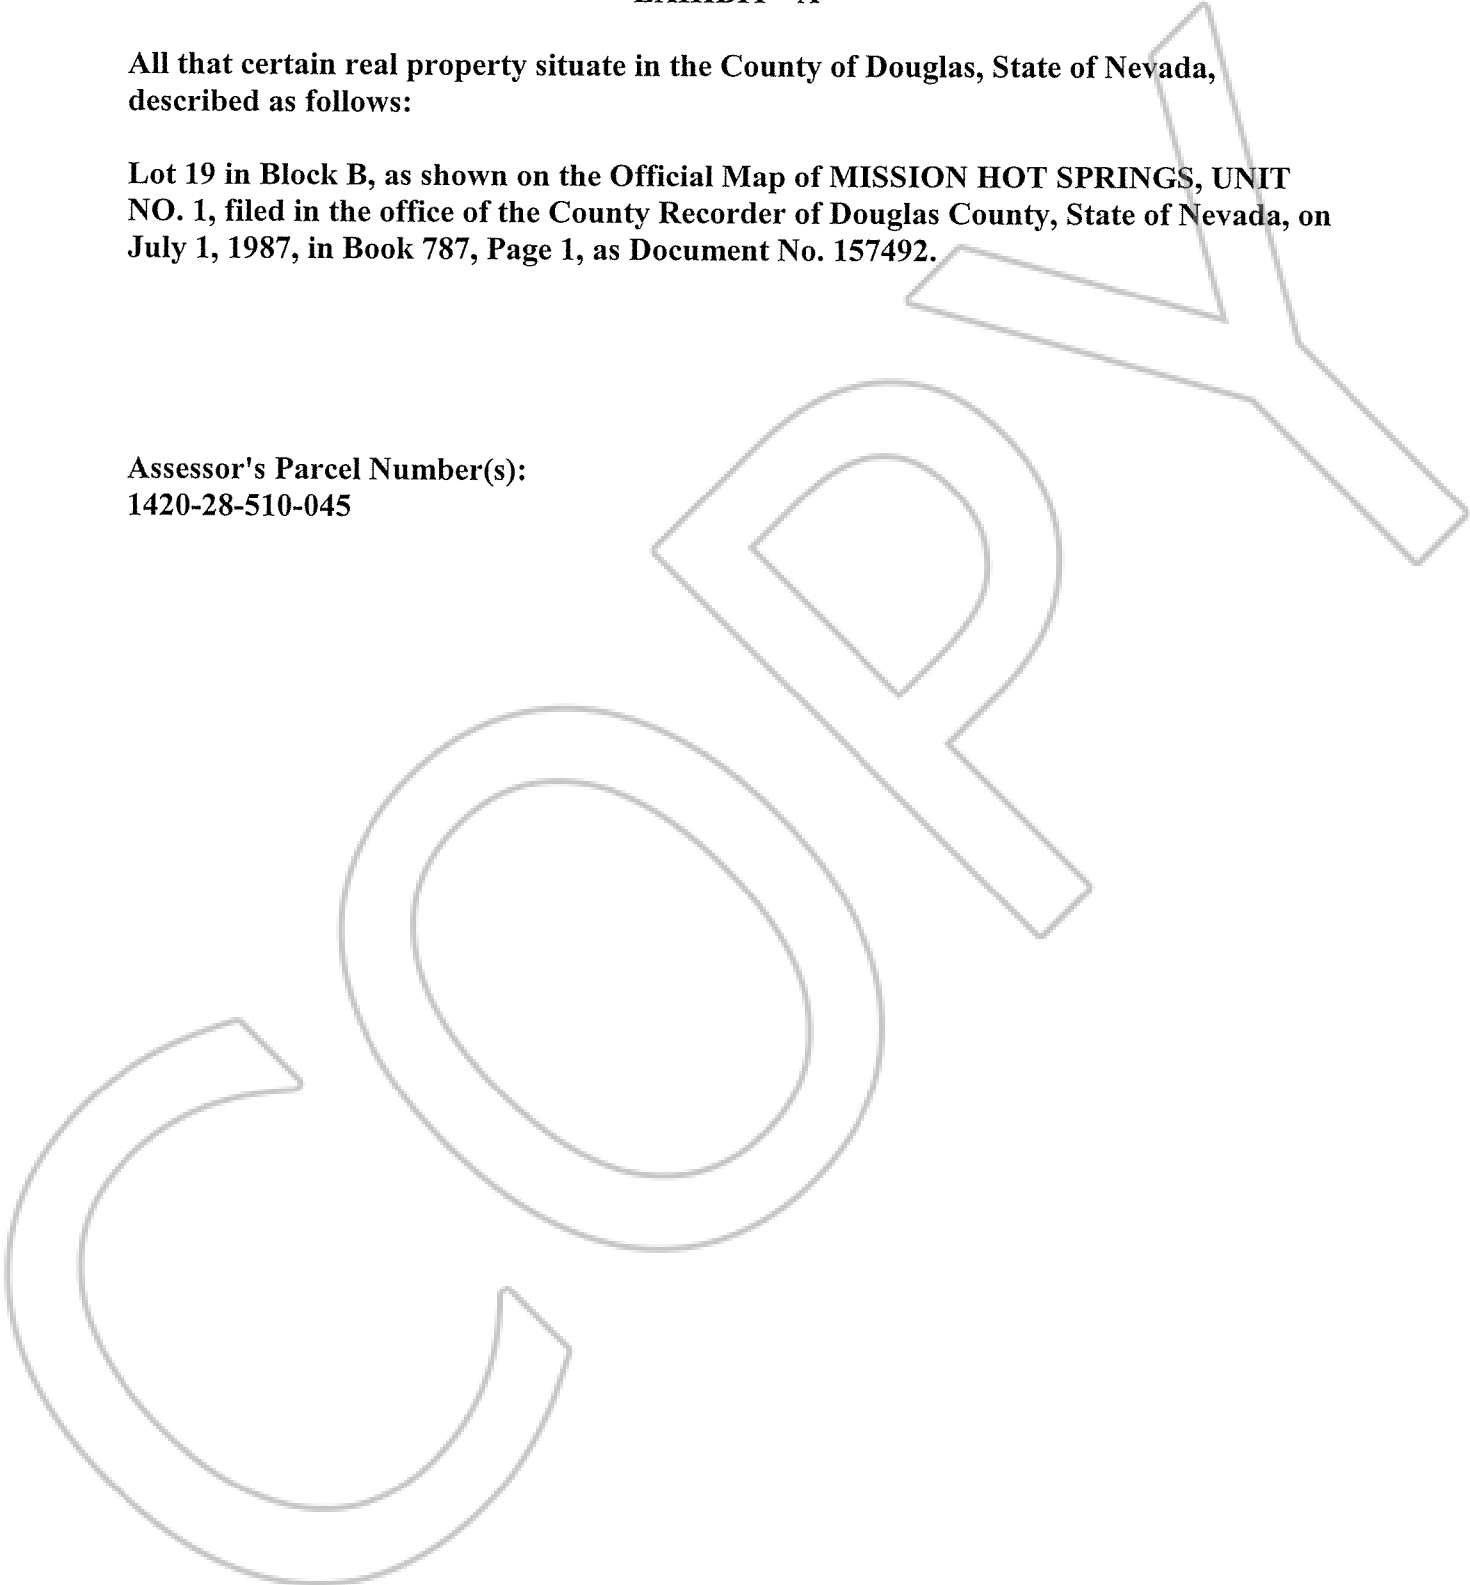 All that certain real property situate in the County of Douglas, State of Nevada,
described as follows:
Lot 19 in Block B, as shown on the Official Map of MISSION HOT SPRINGS, UNIT
NO. 1, filed in the office of the County Recorder of Douglas County, State of Nevada, on
July 1, 1987, in Book 787, Page 1, as Document No. 157492.
Assessor's Parcel Number(s):
1420-28-510-045
COPY